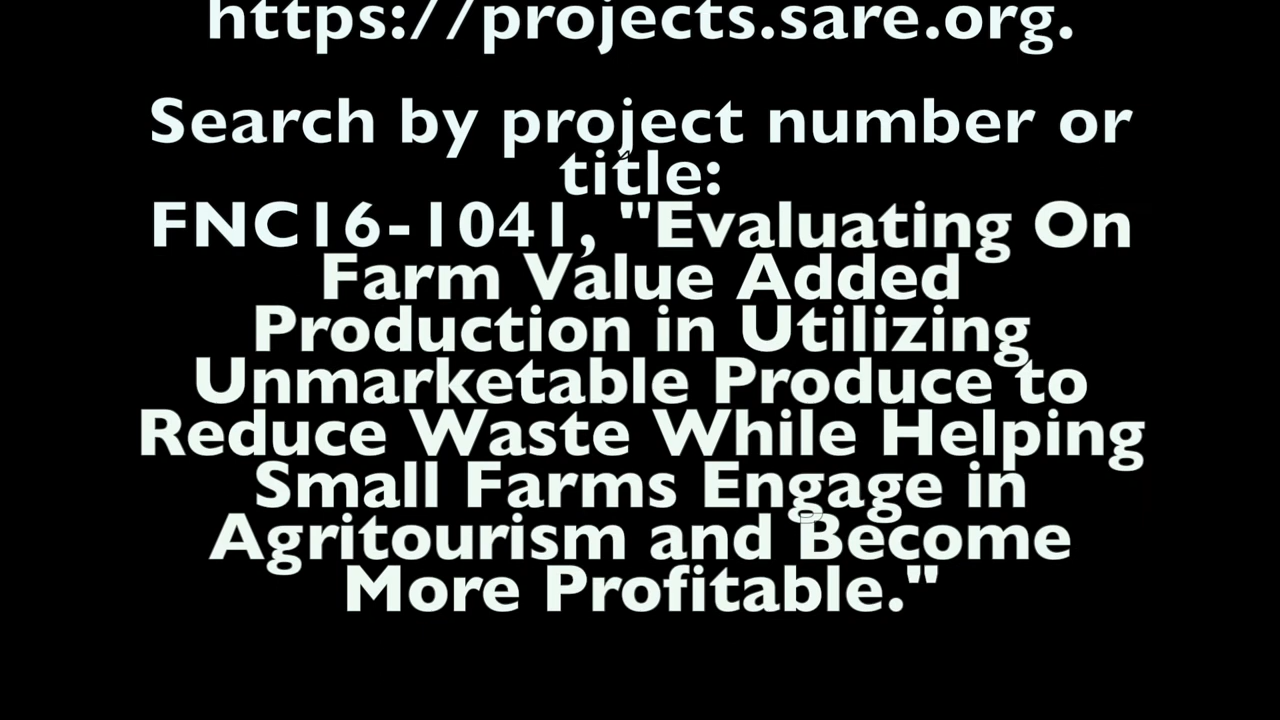 https://projects.sare.org.
Search by project number or
title:
FNC16-1041, "Evaluating On
Farm Value Added
Production in Utilizing
Unmarketable Produce to
Reduce Waste While Helping
Small Farms Engage in
Agritourism and Become
More Profitable."